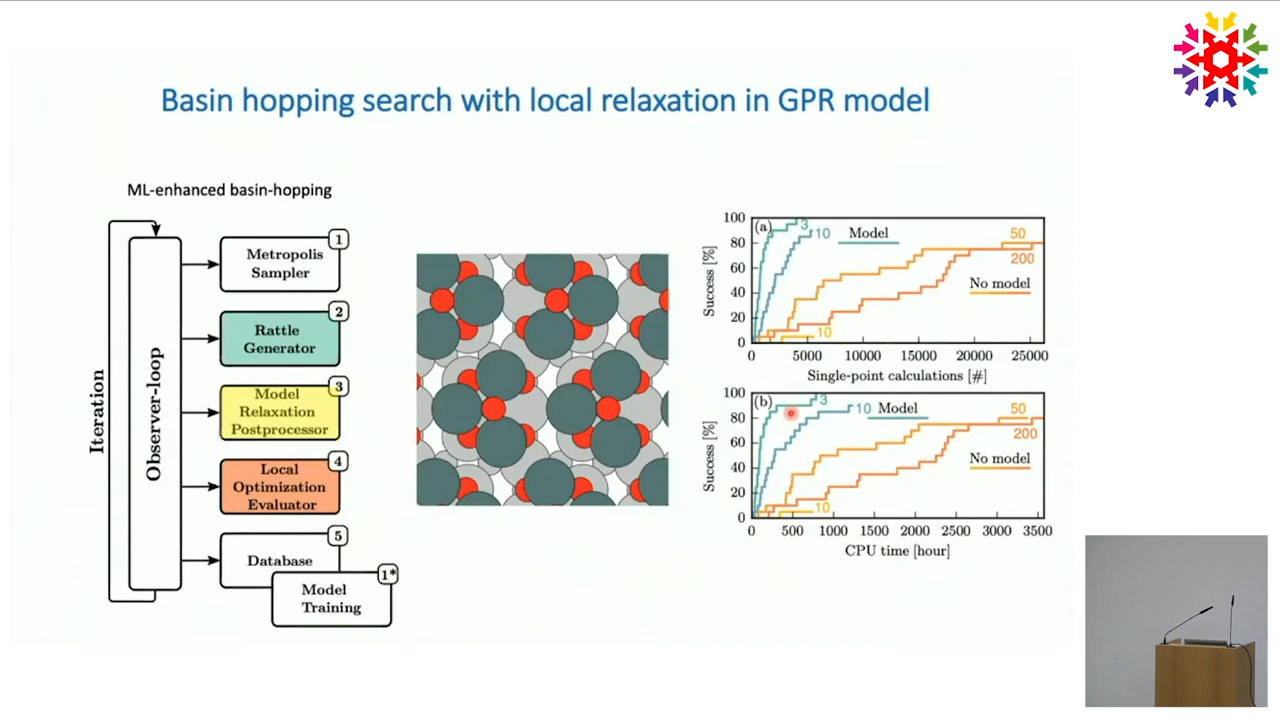 Basin hopping search with local relaxation in GPR model
ML-enhanced basin-hopping
Iteration
Observer-loop
1
Metropolis
Sampler
2
Rattle
Generator
3
Model
Relaxation
Postprocessor
4
Local
Optimization
Evaluator
5
Database
1*
Model
Training
(a)
Success [%]
100
80
60
40
20
0
3
10
Model
50
200
No model
10
0
5000
10000
15000
20000
25000
Single-point calculations [#]
(b)
Success [%]
100
80
60
40
20
0
3
10
Model
50
200
No model
10
0
500
1000
1500
2000
2500
3000
3500
CPU time [hour]